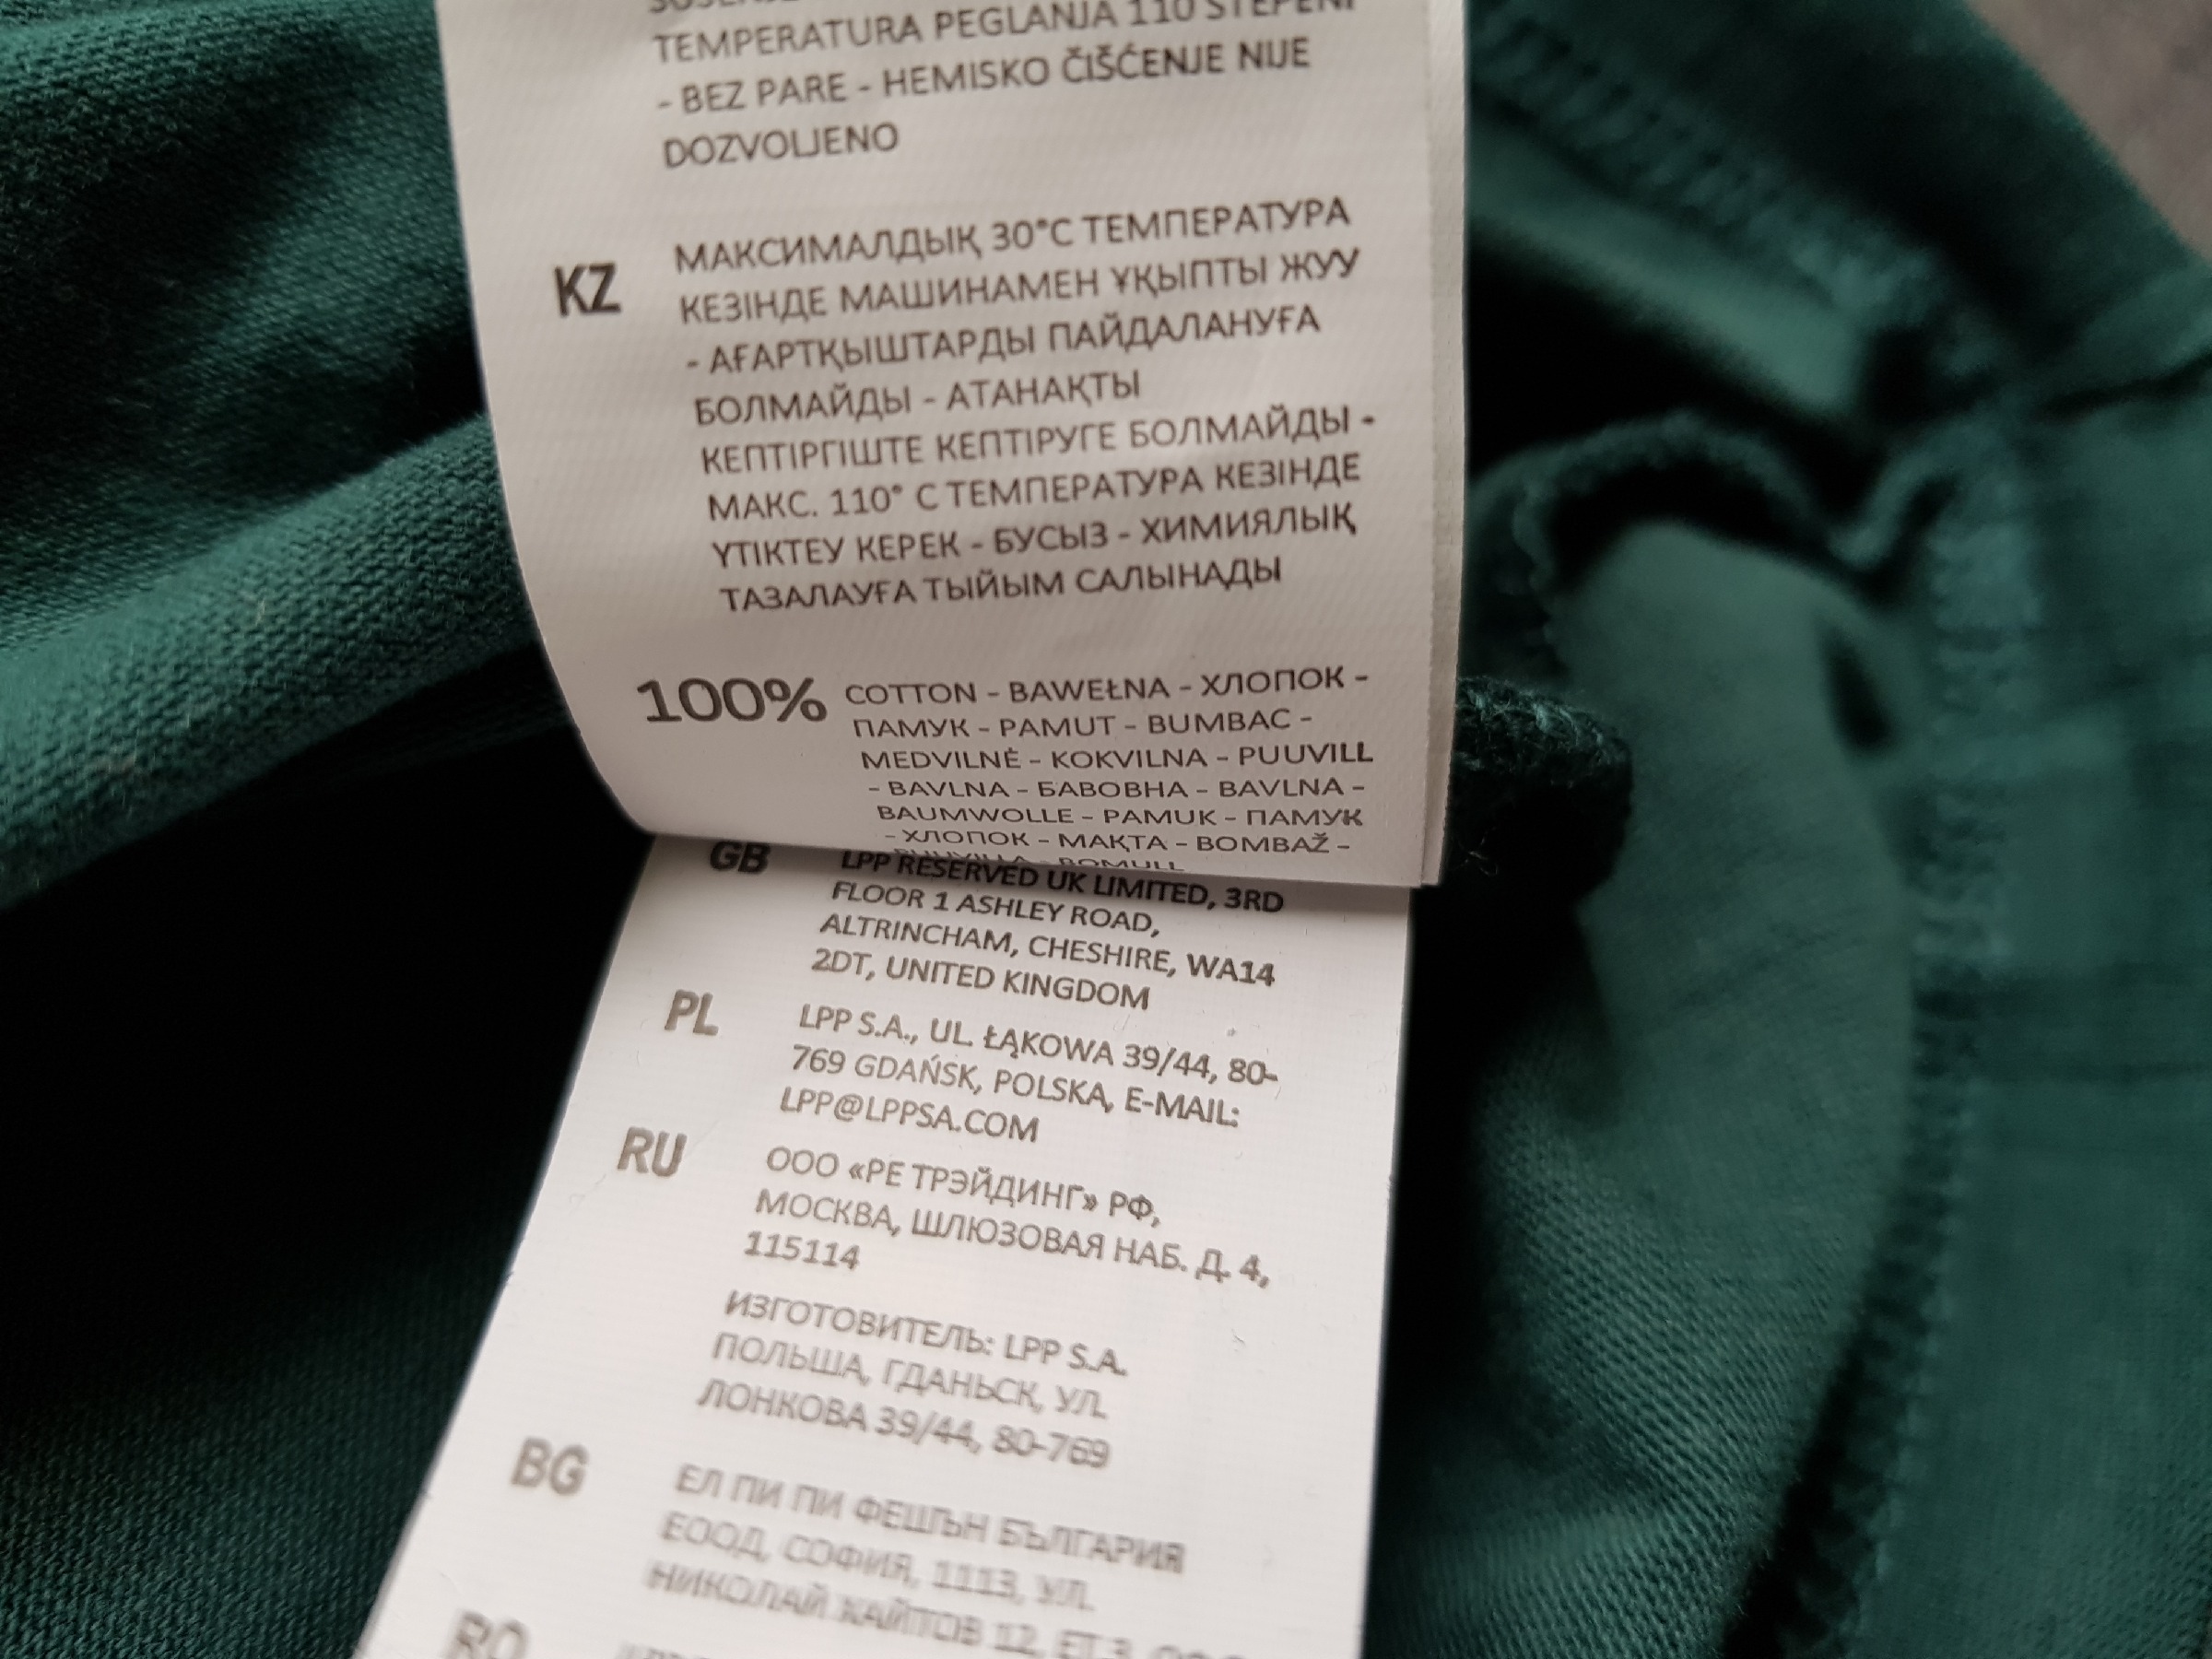 TEMPERATURA PEGLANJA 110 STEPENI
- BEZ PARE - HEMISKO ČIŠĆENJE NIJE
DOZVOLJENO
KZ
МАКСИМАЛДЫҚ 30°С ТЕМПЕРАТУРА
КЕЗІНДЕ МАШИНАМЕН ҰҚЫПТЫ ЖУУ
- АҒАРТҚЫШТАРДЫ ПАЙДАЛАНУҒА
БОЛМАЙДЫ - АТАНАҚТЫ
КЕПТІРГІШТЕ КЕПТІРУГЕ БОЛМАЙДЫ -
МАКС. 110° С ТЕМПЕРАТУРА КЕЗІНДЕ
ҮТІКТЕУ КЕРЕК - БУСЫЗ - ХИМИЯЛЫҚ
ТАЗАЛАУҒА ТЫЙЫМ САЛЫНАДЫ
100% COTTON - BAWEŁNA - ХЛОПОК -
ПАМУК - PAMUT - BUMBAC -
MEDVILNĖ - KOKVILNA - PUUVILL
- BAVLNA - БАВОВНА - BAVLNA -
BAUMWOLLE - PAMUK - ПАМУК
- ХЛОПОК - МАҚТА - BOMBAŽ -
PUUVILLA - BOMULL
GB
LPP RESERVED UK LIMITED, 3RD
FLOOR 1 ASHLEY ROAD,
ALTRINCHAM, CHESHIRE, WA14
2DT, UNITED KINGDOM
PL
LPP S.A., UL. ŁĄKOWA 39/44, 80-
769 GDAŃSK, POLSKA, E-MAIL:
LPP@LPPSA.COM
RU
ООО «РЕ ТРЭЙДИНГ» РФ,
МОСКВА, ШЛЮЗОВАЯ НАБ. Д. 4,
115114
ИЗГОТОВИТЕЛЬ: LPP S.A.
ПОЛЬША, ГДАНЬСК, УЛ.
ЛОНКОВА 39/44, 80-769
BG
ЕЛ ПИ ПИ ФЕШЪН БЪЛГАРИЯ
ЕООД, СОФИЯ, 1113, УЛ.
НИКОЛАЙ ХАЙТОВ 12, ЕТ.3,
RO